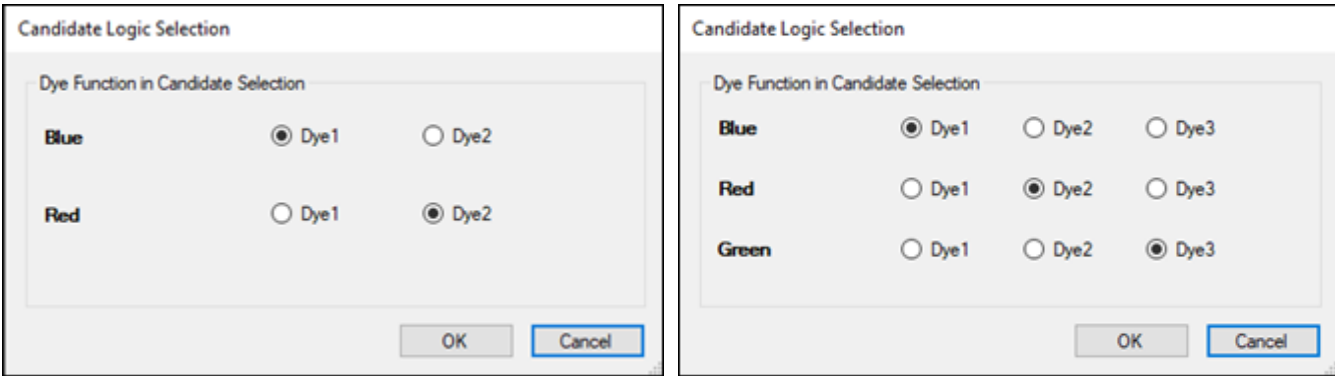 Candidate Logic Selection
Dye Function in Candidate Selection
Blue Dye1 Dye2
Red Dye1 Dye2
OK Cancel
Candidate Logic Selection
Dye Function in Candidate Selection
Blue Dye1 Dye2 Dye3
Red Dye1 Dye2 Dye3
Green Dye1 Dye2 Dye3
OK Cancel